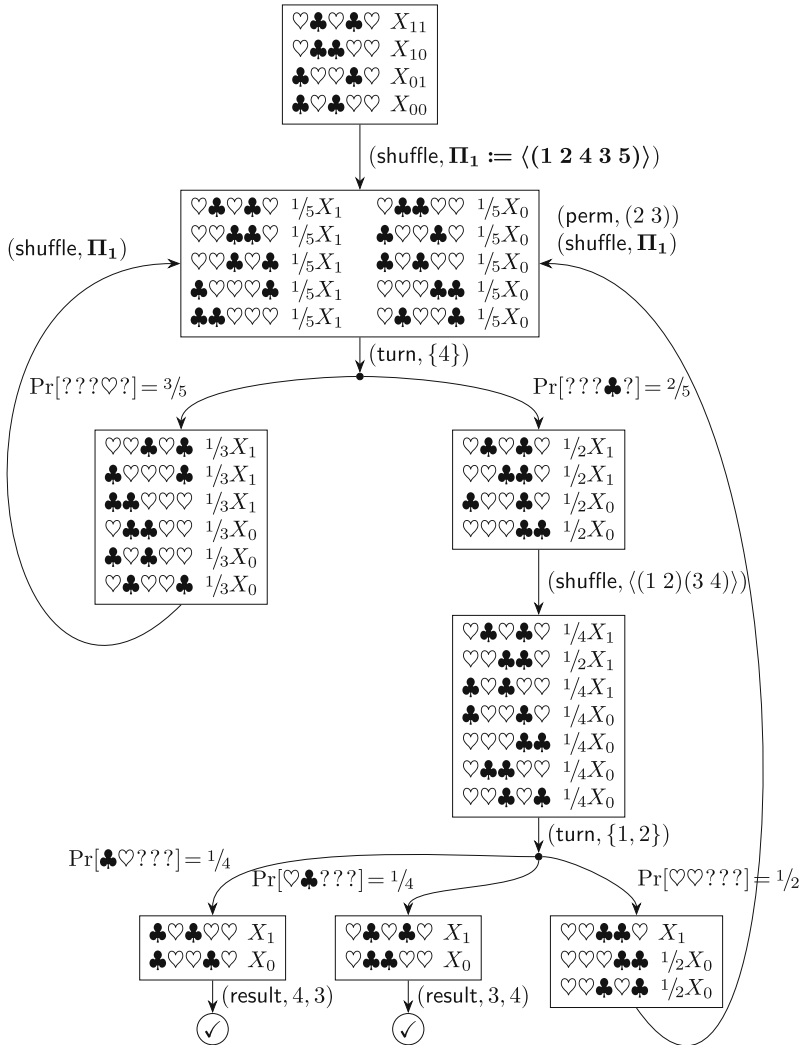 ♡♣♡♣♡ X₁₁
♡♣♣♡♡ X₁₀
♣♡♡♣♡ X₀₁
♣♡♣♡♡ X₀₀
(shuffle, Π₁ := ⟨(1 2 4 3 5)⟩)
♡♣♡♣♡ 1/5X₁ ♡♣♣♡♡ 1/5X₀
♡♡♣♣♡ 1/5X₁ ♣♡♡♣♡ 1/5X₀
♡♡♣♡♣ 1/5X₁ ♣♡♣♡♡ 1/5X₀
♣♡♡♡♣ 1/5X₁ ♡♡♡♣♣ 1/5X₀
♣♣♡♡♡ 1/5X₁ ♡♣♡♡♣ 1/5X₀
(perm, (2 3))
(shuffle, Π₁)
(shuffle, Π₁)
(turn, {4})
Pr[???♡?] = 3/5
Pr[???♣?] = 2/5
♡♡♣♡♣ 1/3X₁
♣♡♡♡♣ 1/3X₁
♣♣♡♡♡ 1/3X₁
♡♣♣♡♡ 1/3X₀
♣♡♣♡♡ 1/3X₀
♡♣♡♡♣ 1/3X₀
♡♣♡♣♡ 1/2X₁
♡♡♣♣♡ 1/2X₁
♣♡♡♣♡ 1/2X₀
♡♡♡♣♣ 1/2X₀
(shuffle, ⟨(1 2)(3 4)⟩)
♡♣♡♣♡ 1/4X₁
♡♡♣♣♡ 1/2X₁
♣♡♣♡♡ 1/4X₁
♣♡♡♣♡ 1/4X₀
♡♡♡♣♣ 1/4X₀
♡♣♣♡♡ 1/4X₀
♡♡♣♡♣ 1/4X₀
(turn, {1, 2})
Pr[♣♡???] = 1/4
Pr[♡♣???] = 1/4
Pr[♡♡???] = 1/2
♣♡♣♡♡ X₁
♣♡♡♣♡ X₀
♡♣♡♣♡ X₁
♡♣♣♡♡ X₀
♡♡♣♣♡ X₁
♡♡♡♣♣ 1/2X₀
♡♡♣♡♣ 1/2X₀
(result, 4, 3)
(result, 3, 4)
✓
✓